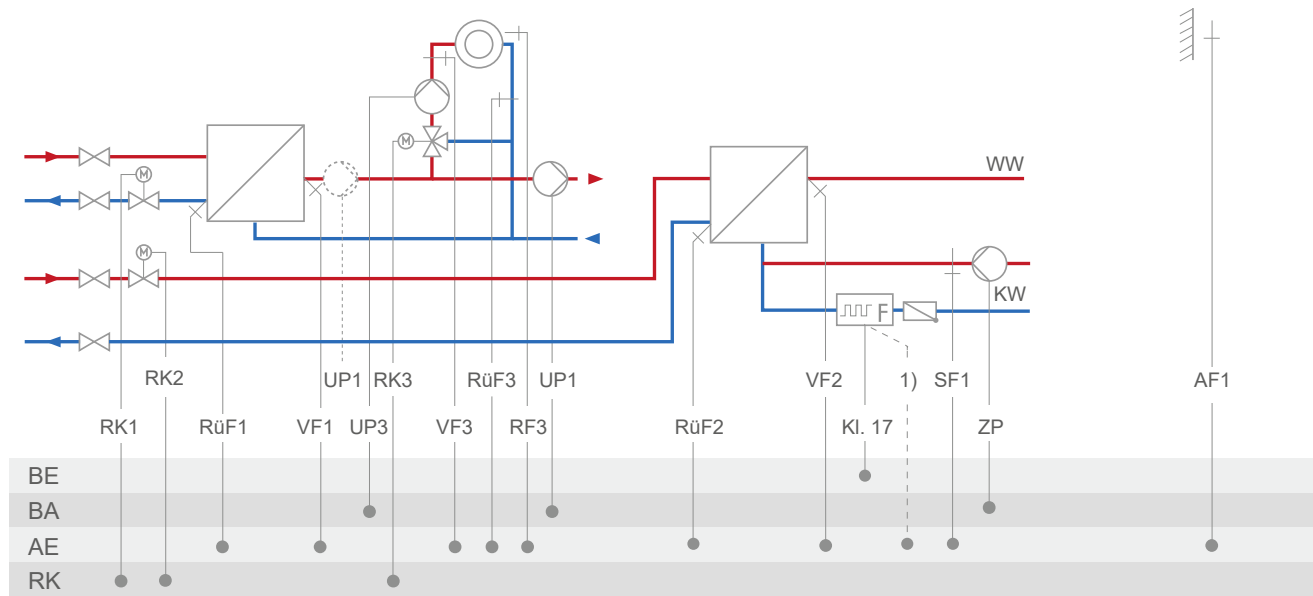 M
M
WW
M
F
KW
RK2
UP1
RK3
RüF3
UP1
VF2
1)
SF1
AF1
RK1
RüF1
VF1
UP3
VF3
RF3
RüF2
Kl. 17
ZP
BE
BA
AE
RK